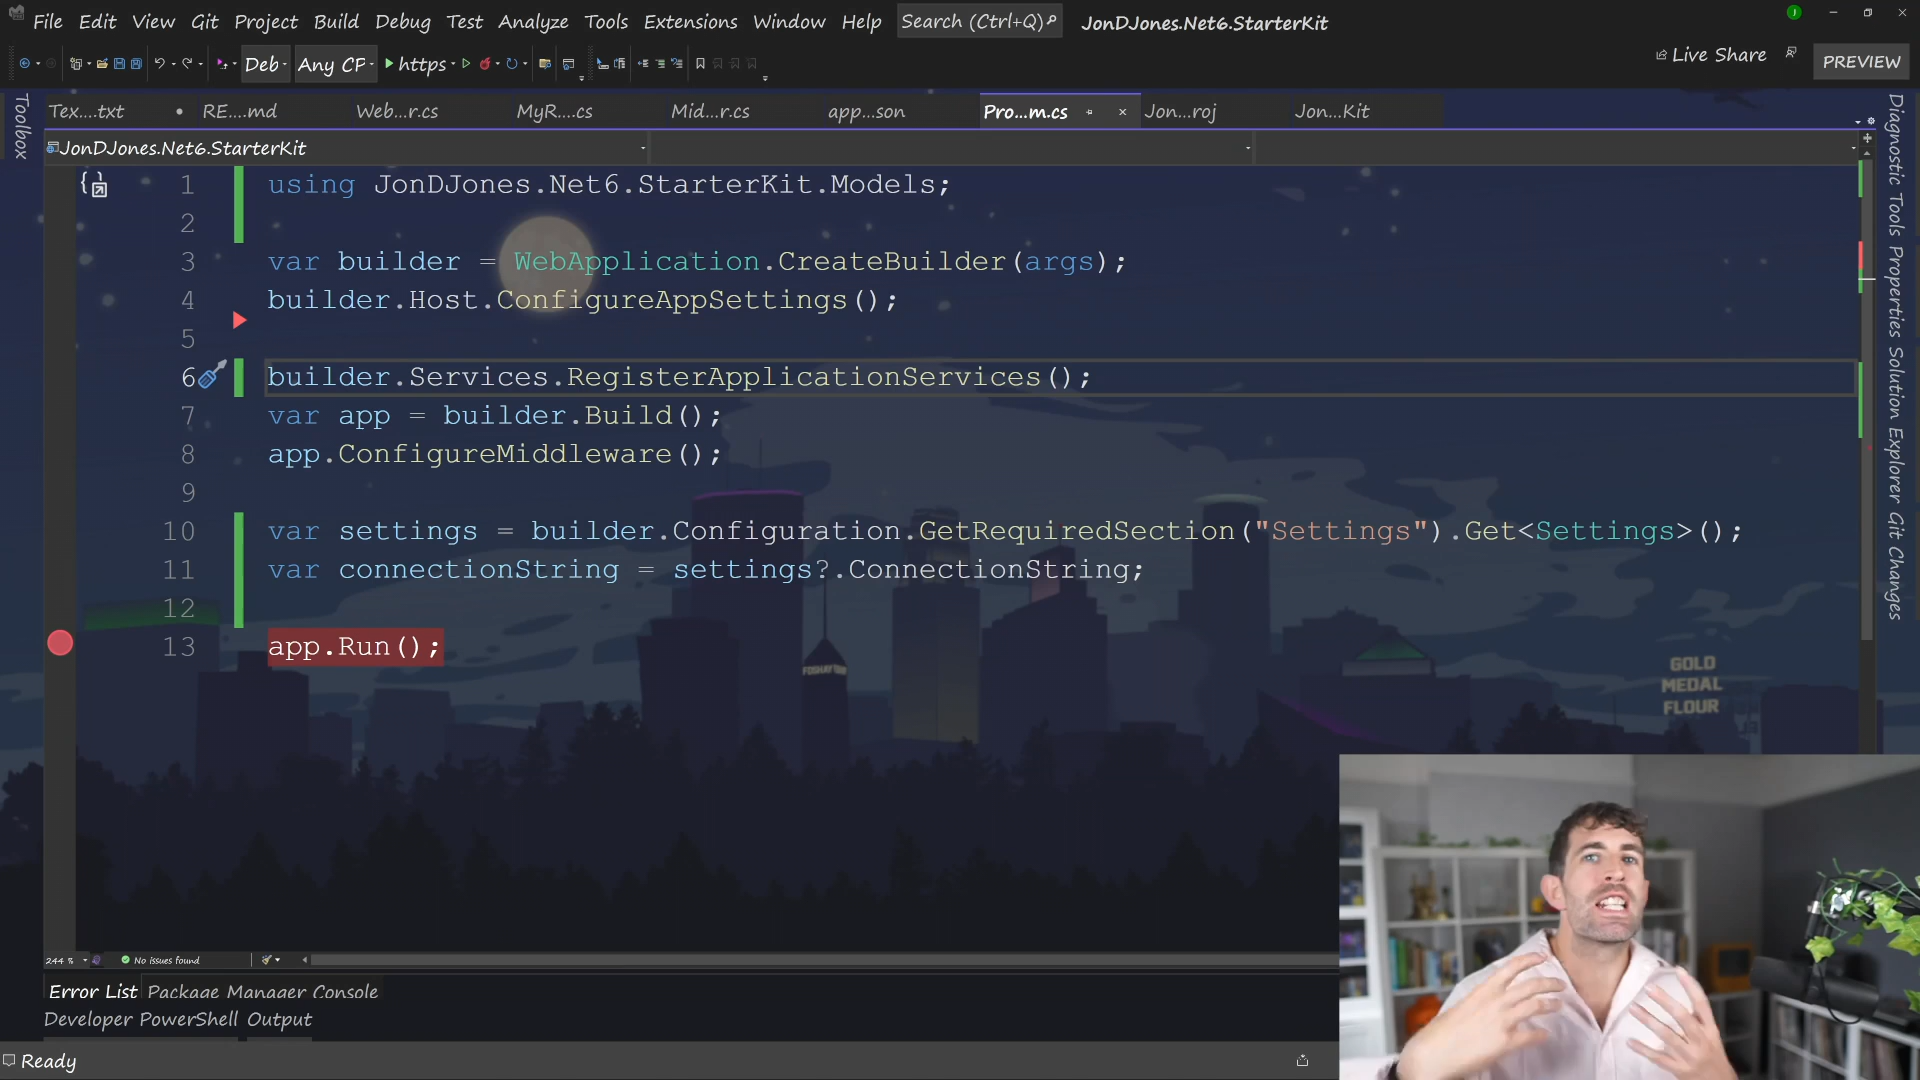 File Edit View Git Project Build Debug Test Analyze Tools Extensions Window Help Search (Ctrl+Q) JonDJones.Net6.StarterKit
Deb Any CP https Live Share PREVIEW
Toolbox
Tex....txt RE....md Web...r.cs MyR....cs Mid...r.cs app...son Pro...m.cs Jon...roj Jon...Kit
JonDJones.Net6.StarterKit
1 using JonDJones.Net6.StarterKit.Models;
2
3 var builder = WebApplication.CreateBuilder(args);
4 builder.Host.ConfigureAppSettings();
5
6 builder.Services.RegisterApplicationServices();
7 var app = builder.Build();
8 app.ConfigureMiddleware();
9
10 var settings = builder.Configuration.GetRequiredSection("Settings").Get<Settings>();
11 var connectionString = settings?.ConnectionString;
12
13 app.Run();
FOSHAY
GOLD
MEDAL
FLOUR
Diagnostic Tools Properties Solution Explorer Git Changes
244 % No issues found
Error List Package Manager Console
Developer PowerShell Output
Ready